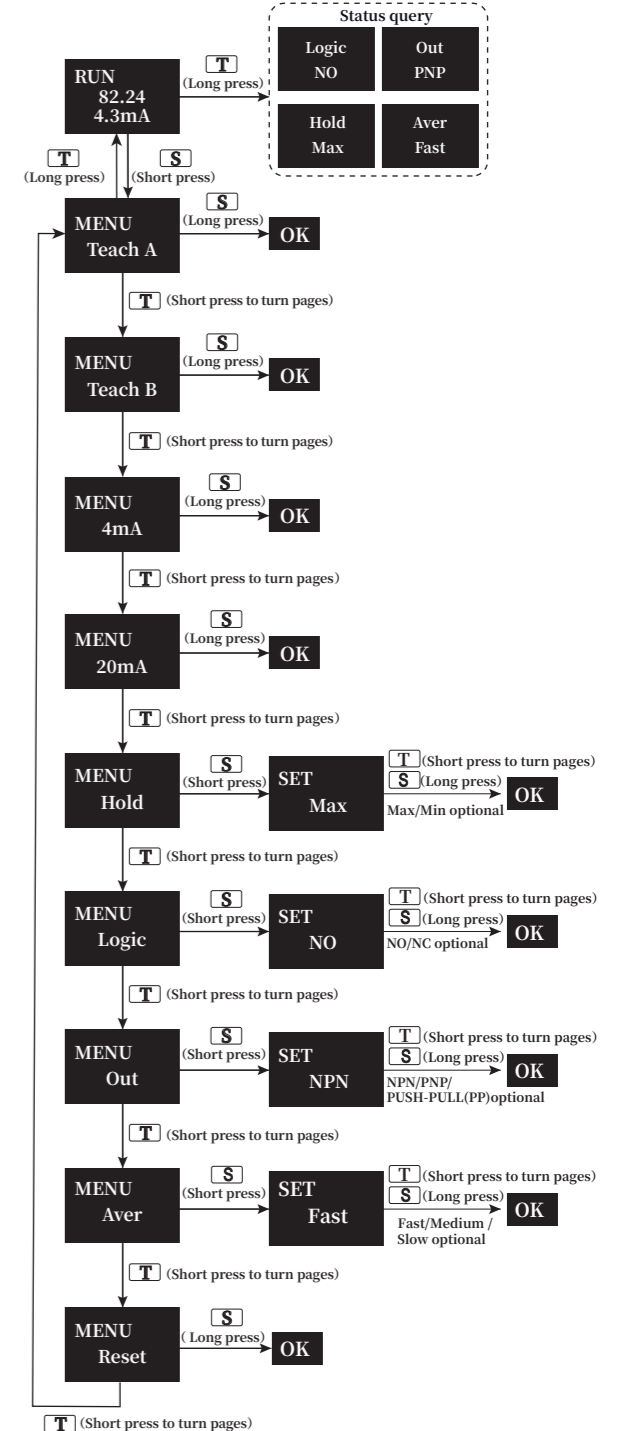 Status query
Logic
NO
Out
PNP
Hold
Max
Aver
Fast
RUN
82.24
4.3mA
T
(Long press)
T
(Long press)
S
(Short press)
MENU
Teach A
S
(Long press)
OK
T (Short press to turn pages)
MENU
Teach B
S
(Long press)
OK
T (Short press to turn pages)
MENU
4mA
S
(Long press)
OK
T (Short press to turn pages)
MENU
20mA
S
(Long press)
OK
T (Short press to turn pages)
MENU
Hold
S
(Short press)
SET
Max
T (Short press to turn pages)
S (Long press)
Max/Min optional
OK
T (Short press to turn pages)
MENU
Logic
S
(Short press)
SET
NO
T (Short press to turn pages)
S (Long press)
NO/NC optional
OK
T (Short press to turn pages)
MENU
Out
S
(Short press)
SET
NPN
T (Short press to turn pages)
S (Long press)
NPN/PNP/
PUSH-PULL(PP)optional
OK
T (Short press to turn pages)
MENU
Aver
S
(Short press)
SET
Fast
T (Short press to turn pages)
S (Long press)
Fast/Medium /
Slow optional
OK
T (Short press to turn pages)
MENU
Reset
S
( Long press)
OK
T (Short press to turn pages)